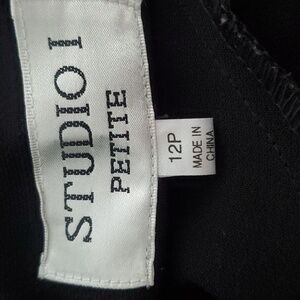 STUDIO I
PETITE
12P
MADE IN
CHINA